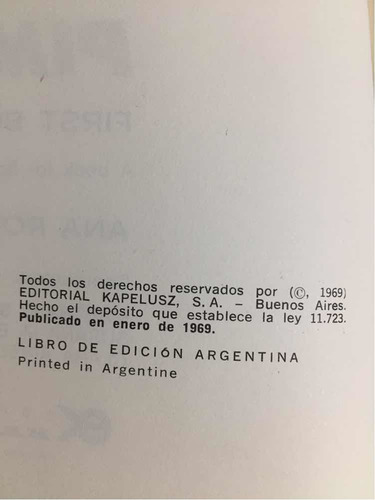 Todos los derechos reservados por (©, 1969)
EDITORIAL KAPELUSZ, S. A. – Buenos Aires.
Hecho el depósito que establece la ley 11.723.
Publicado en enero de 1969.
LIBRO DE EDICIÓN ARGENTINA
Printed in Argentine